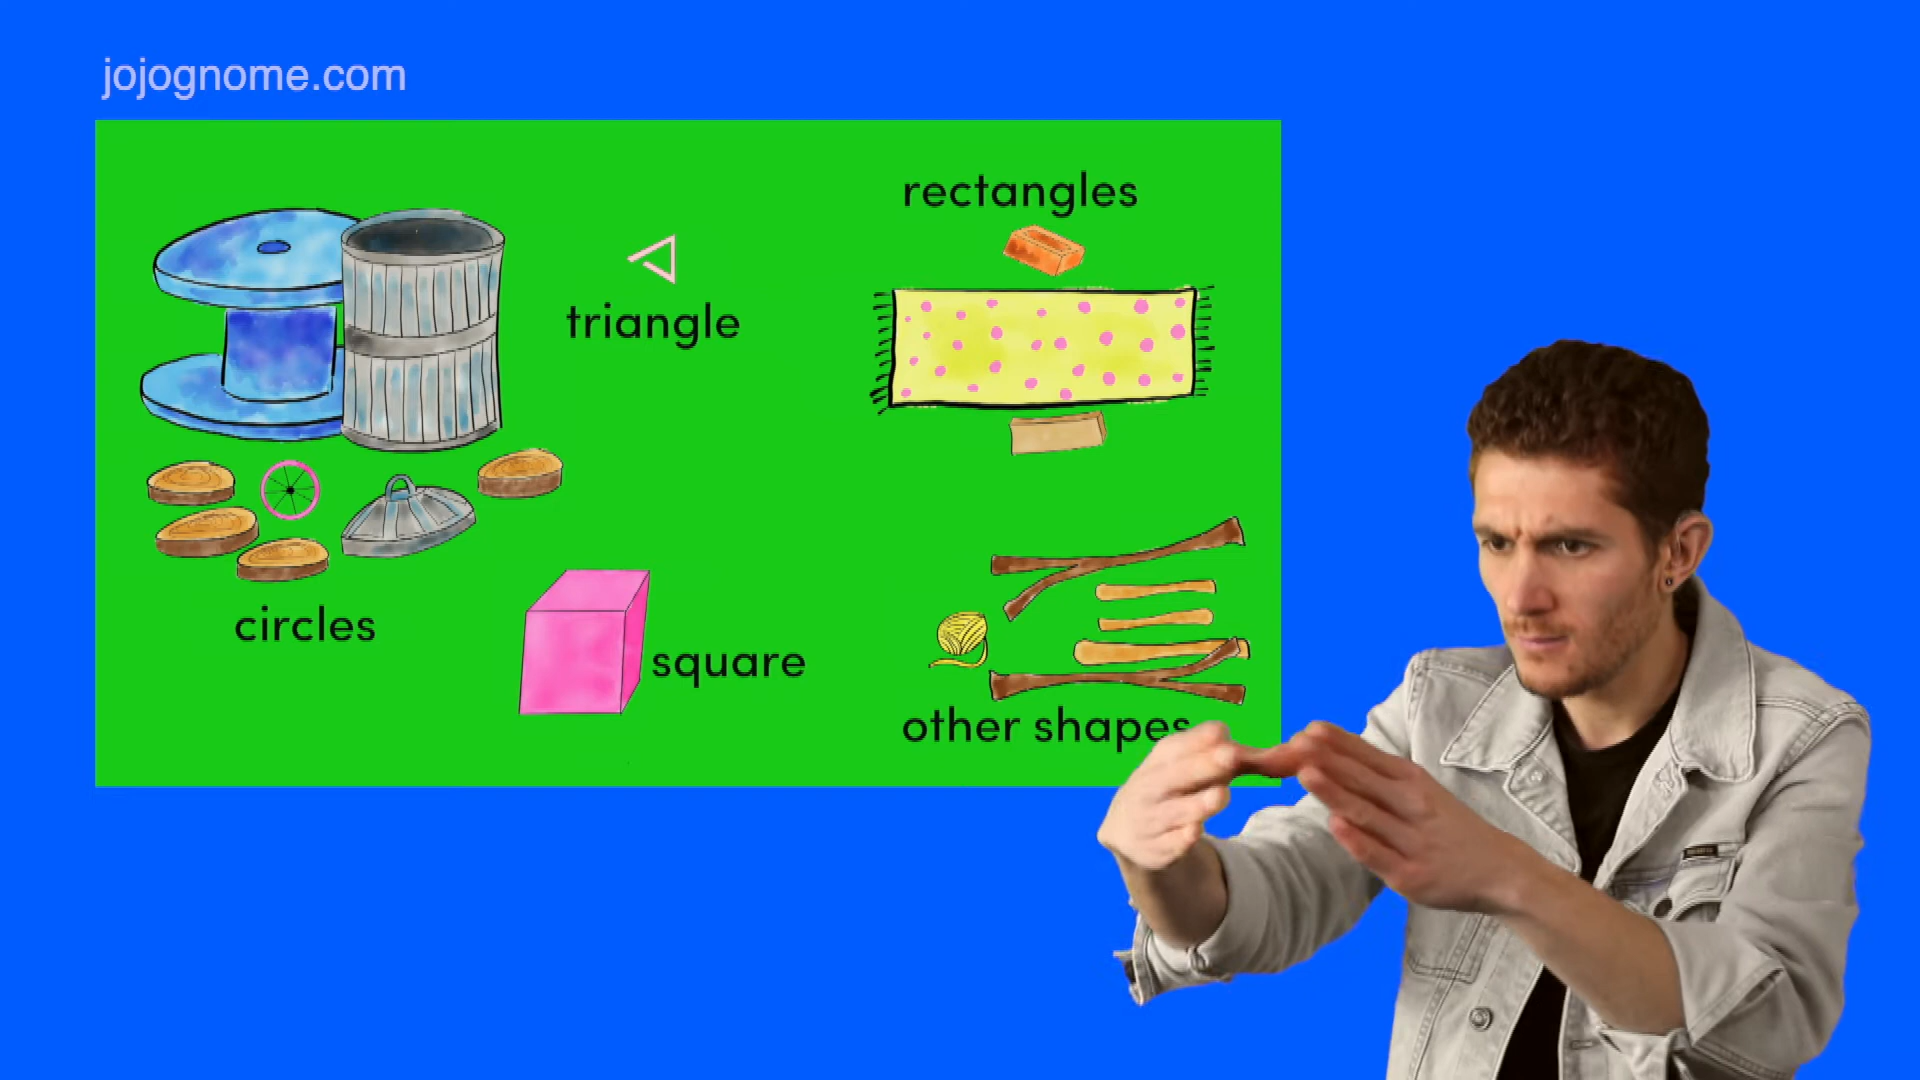 jojognome.com
rectangles
triangle
circles
square
other shapes